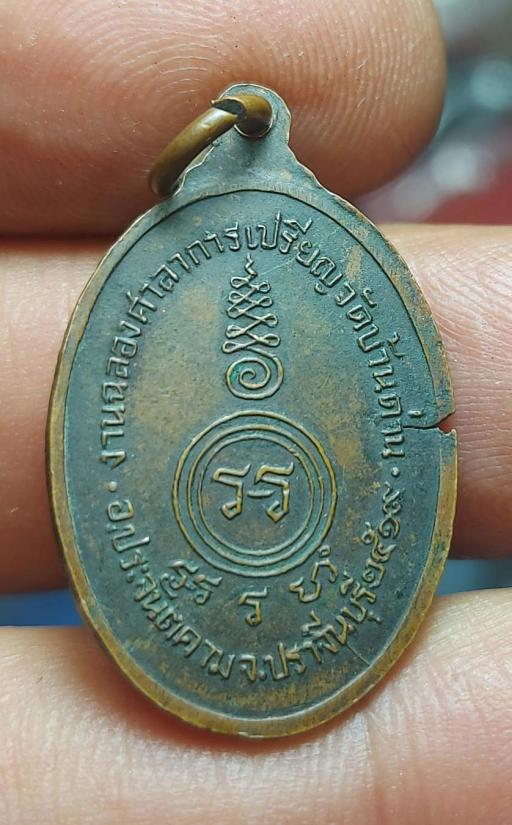 งานฉลองศาลาการเปรียญวัดบ้านด่าน
อ.ประจันตคาม จ.ปราจีนบุรี ๒๕๑๙